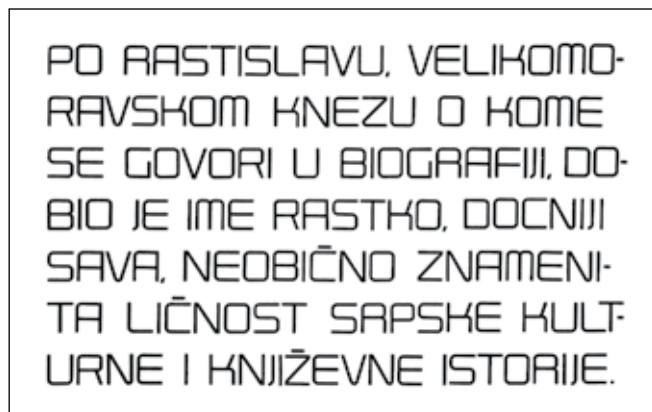 PO RASTISLAVU, VELIKOMO-
RAVSKOM KNEZU O KOME
SE GOVORI U BIOGRAFIJI, DO-
BIO JE IME RASTKO, DOCNIJI
SAVA, NEOBIČNO ZNAMENI-
TA LIČNOST SRPSKE KULT-
URNE I KNJIŽEVNE ISTORIJE.